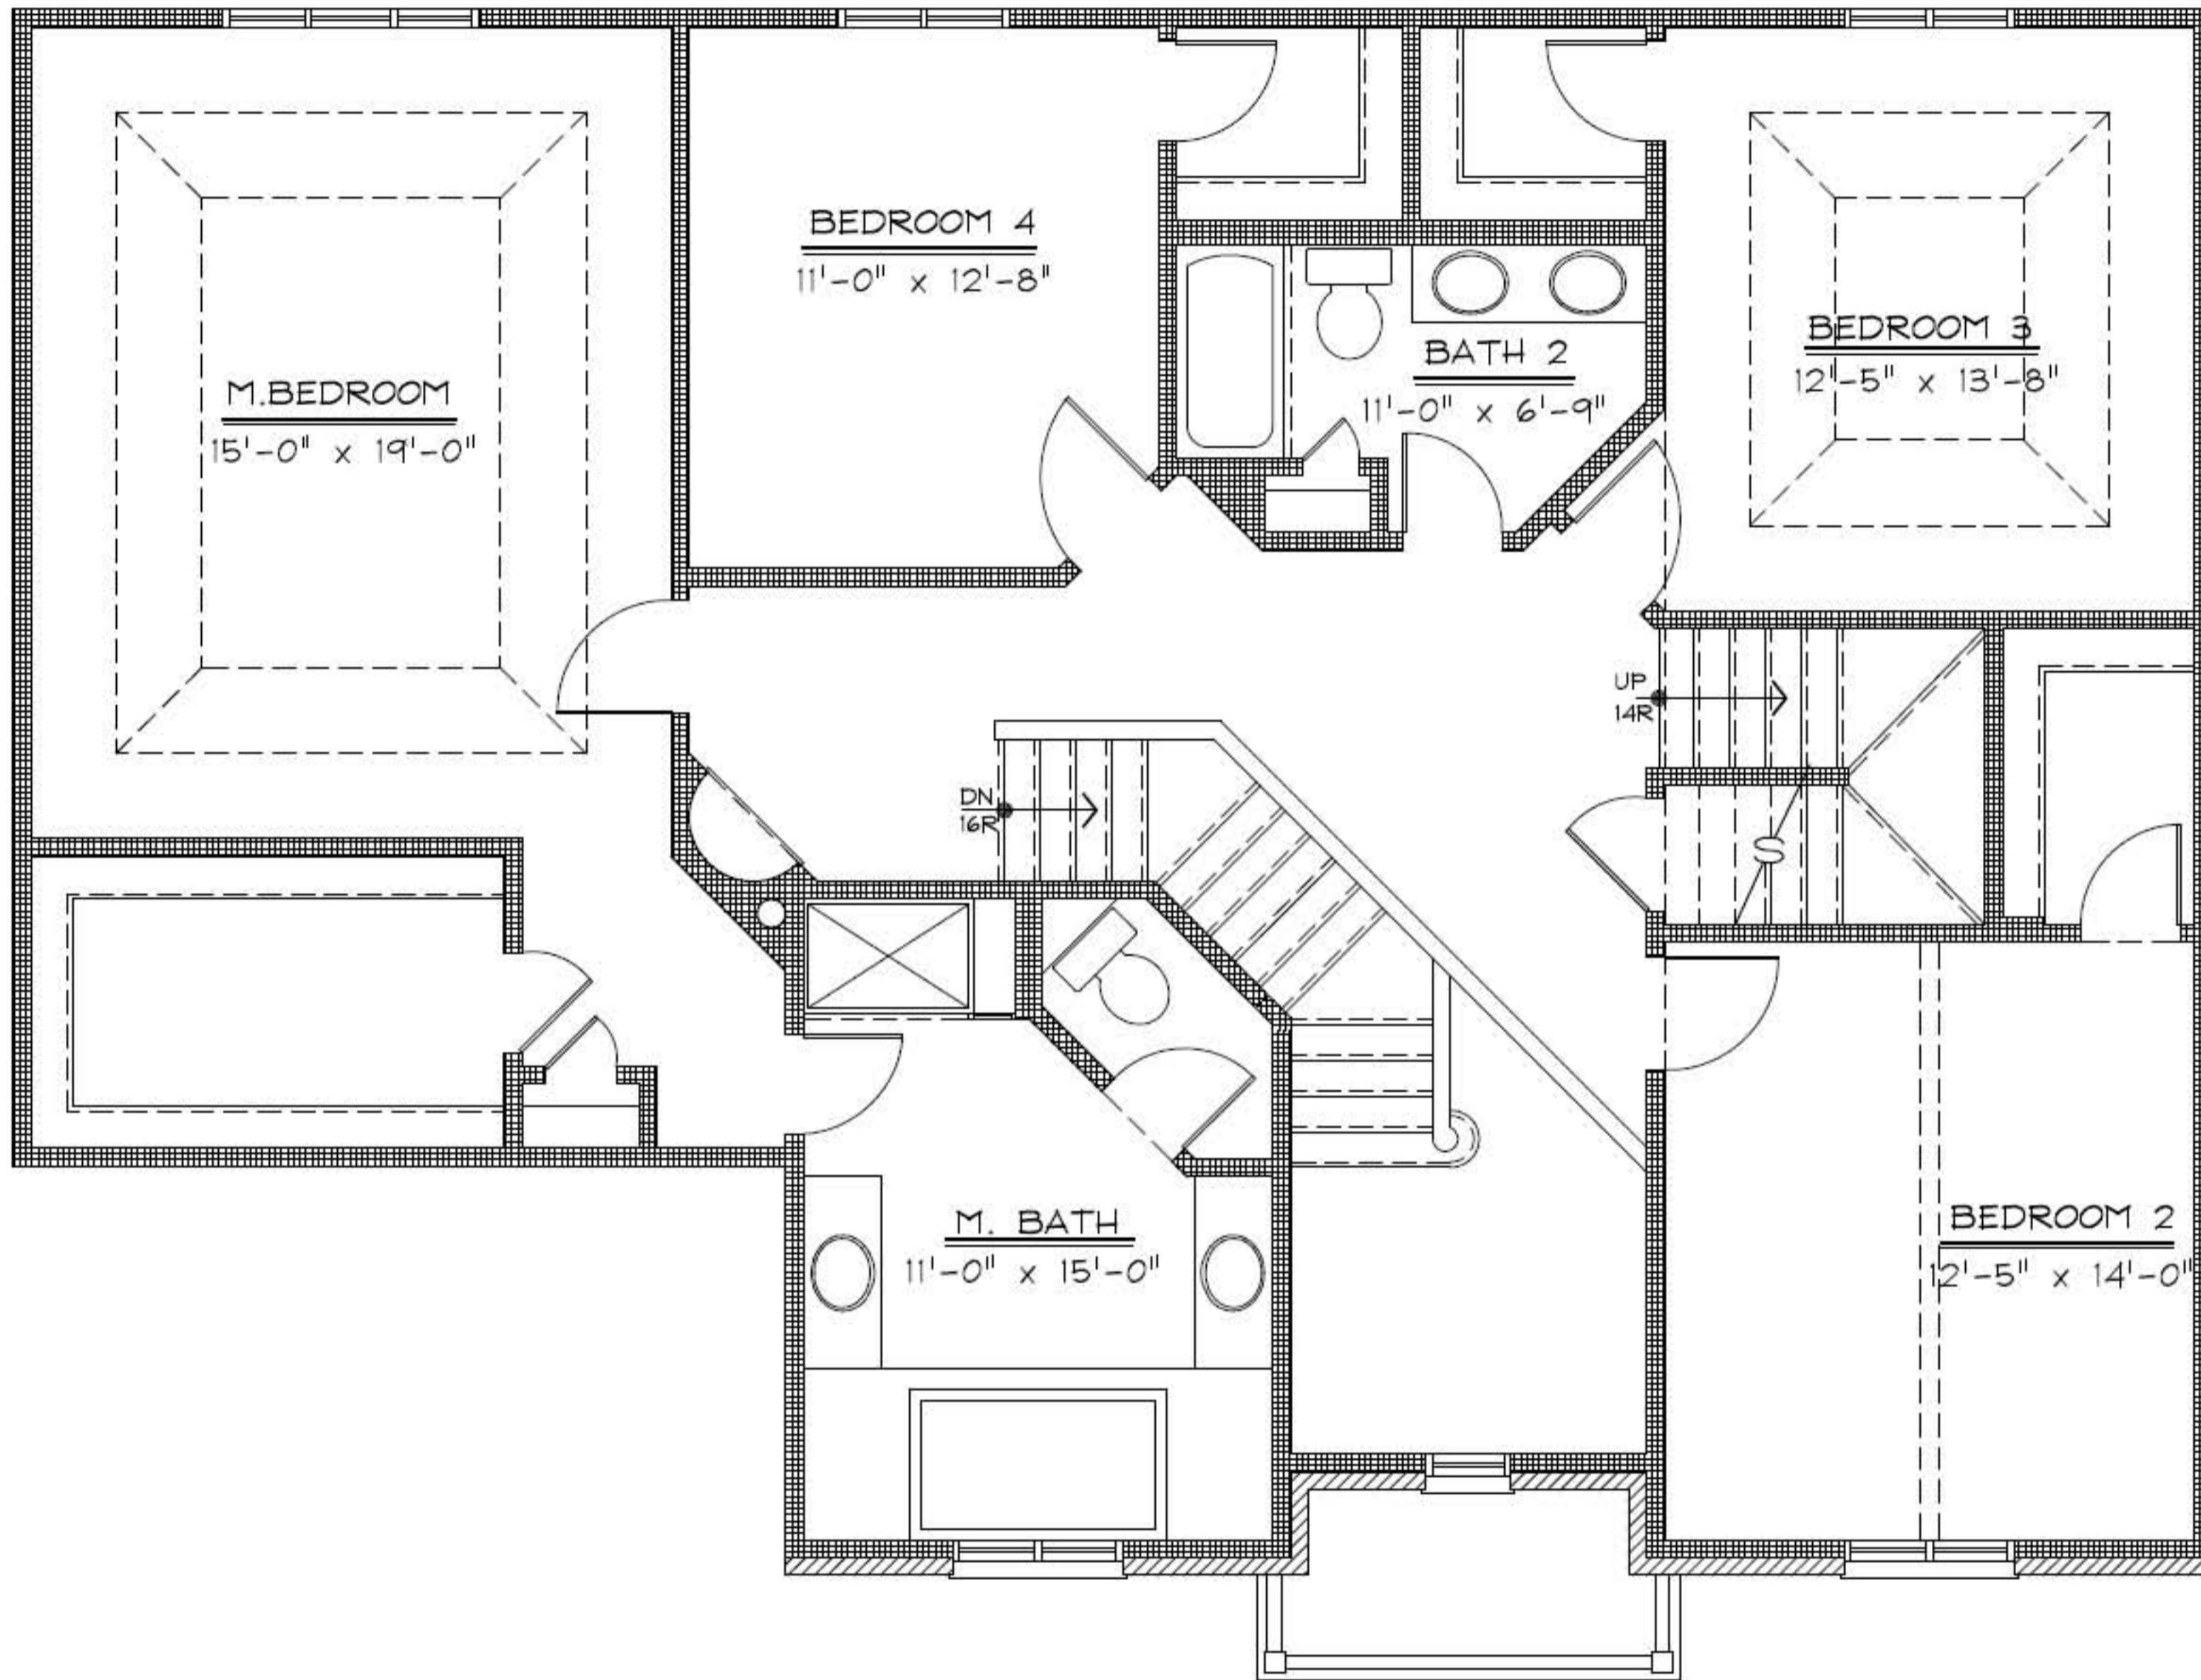 BEDROOM 4
11'-0" x 12'-8"
BEDROOM 3
12'-5" x 13'-8"
BATH 2
11'-0" x 6'-9"
M.BEDROOM
15'-0" x 19'-0"
UP
14R
DN
16R
S
M. BATH
11'-0" x 15'-0"
BEDROOM 2
12'-5" x 14'-0"